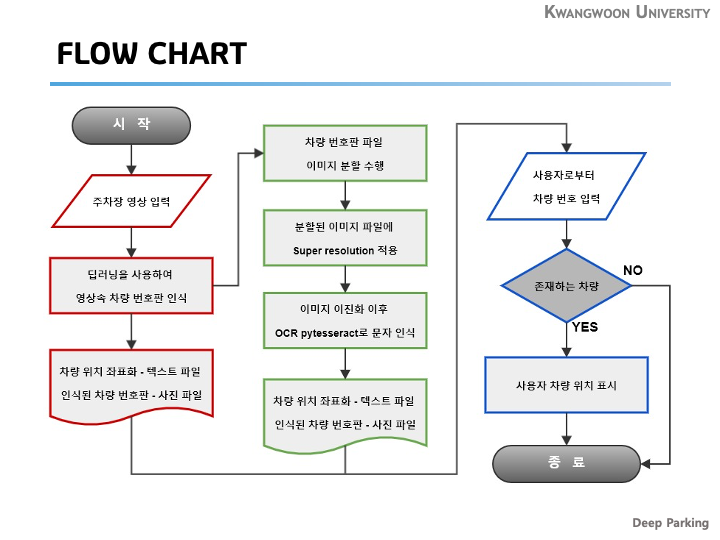 KWANGWOON UNIVERSITY
FLOW CHART
시 작
주차장 영상 입력
딥러닝을 사용하여
영상속 차량 번호판 인식
차량 위치 좌표화 - 텍스트 파일
인식된 차량 번호판 - 사진 파일
차량 번호판 파일
이미지 분할 수행
분할된 이미지 파일에
Super resolution 적용
이미지 이진화 이후
OCR pytesseract로 문자 인식
차량 위치 좌표화 - 텍스트 파일
인식된 차량 번호판 - 사진 파일
사용자로부터
차량 번호 입력
존재하는 차량
NO
YES
사용자 차량 위치 표시
종 료
Deep Parking